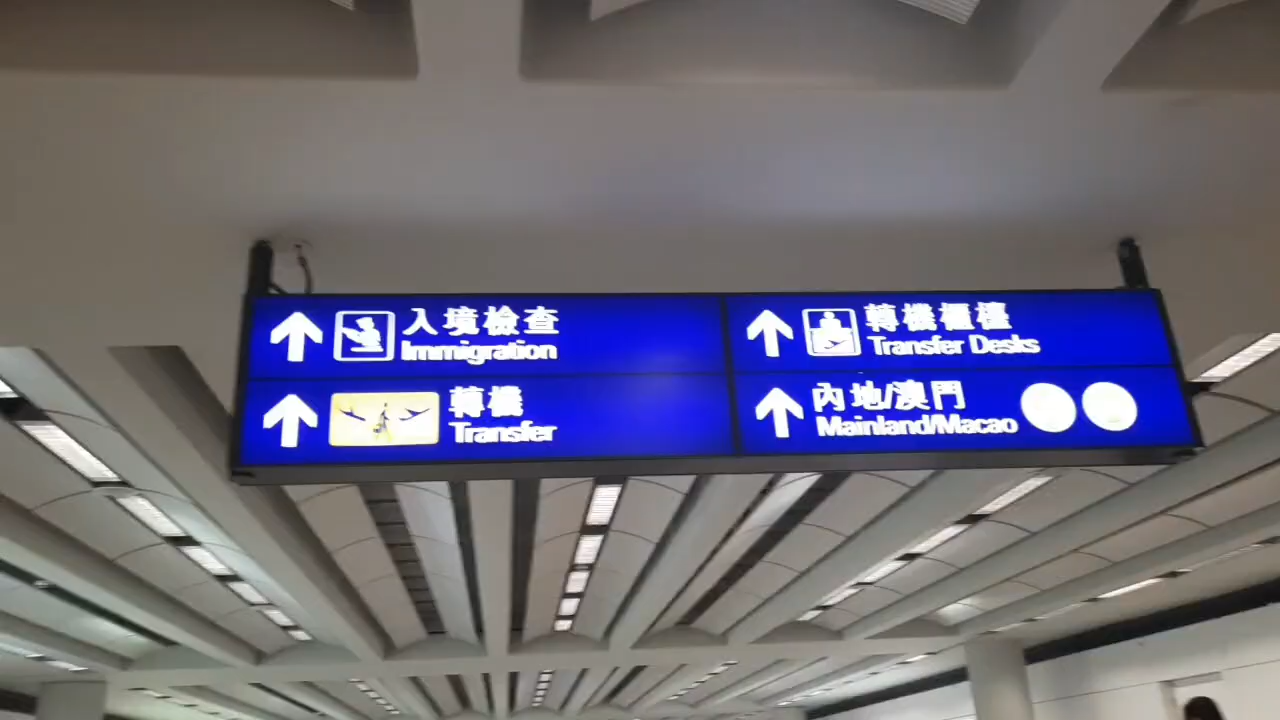 入境檢查
Immigration
轉機
Transfer
轉機櫃檯
Transfer Desks
內地/澳門
Mainland/Macao